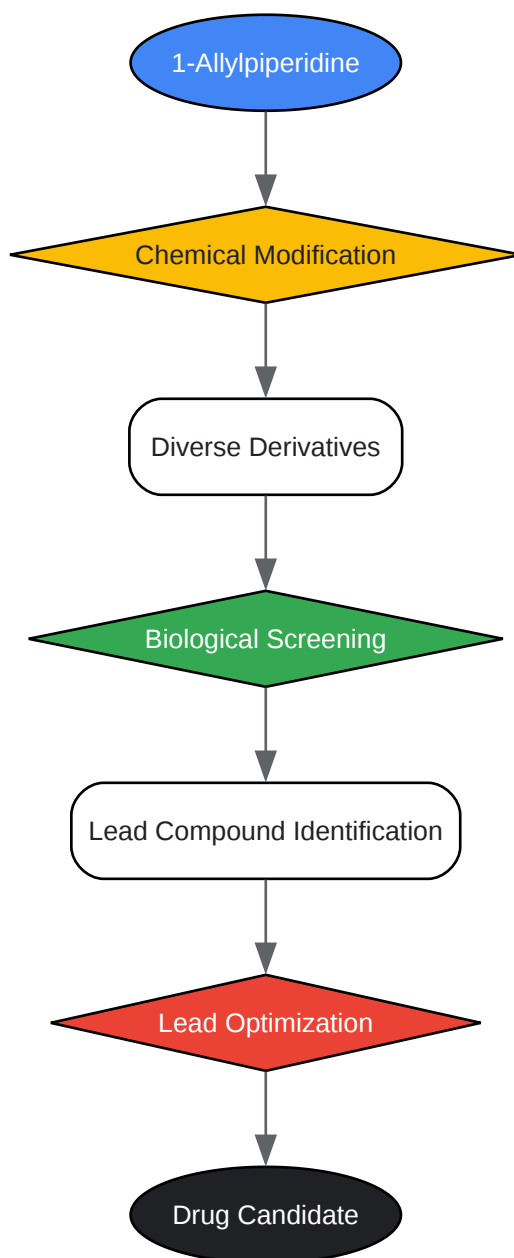 1-Allylpiperidine
Chemical Modification
Diverse Derivatives
Biological Screening
Lead Compound Identification
Lead Optimization
Drug Candidate